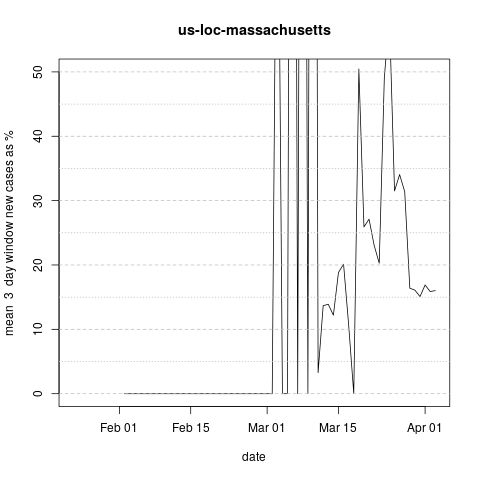 us-loc-massachusetts
mean 3 day window new cases as %
50
40
30
20
10
0
Feb 01 Feb 15 Mar 01 Mar 15 Apr 01
date